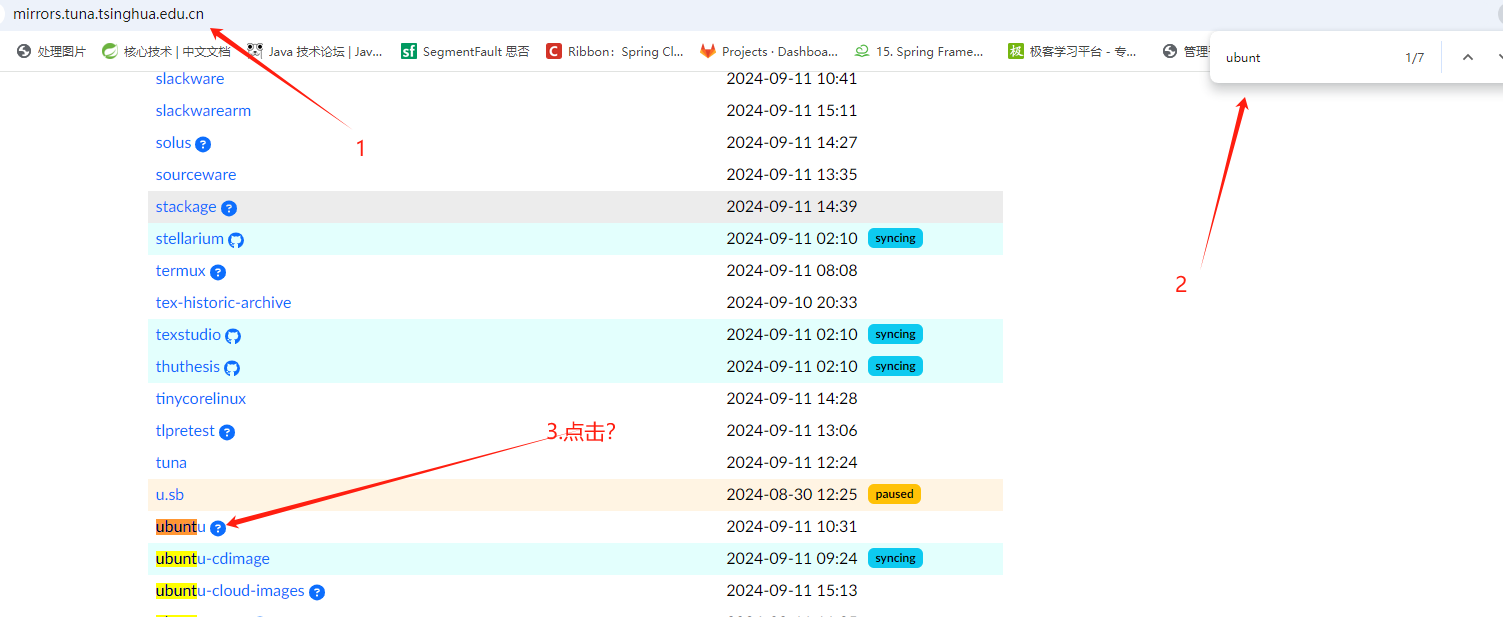 mirrors.tuna.tsinghua.edu.cn
处理图片 核心技术 | 中文文档 Java 技术论坛 | Jav... SegmentFault 思否 Ribbon: Spring Cl... Projects · Dashboa... 15. Spring Frame... 极客学习平台 - 专... 管理
ubunt 1/7
slackware 2024-09-11 10:41
slackwarearm 2024-09-11 15:11
1
solus ? 2024-09-11 14:27
sourceware 2024-09-11 13:35
stackage ? 2024-09-11 14:39
stellarium 2024-09-11 02:10 syncing
termux ? 2024-09-11 08:08
2
tex-historic-archive 2024-09-10 20:33
texstudio 2024-09-11 02:10 syncing
thuthesis 2024-09-11 02:10 syncing
tinycorelinux 2024-09-11 14:28
tlpretest ? 2024-09-11 13:06
3.点击?
tuna 2024-09-11 12:24
u.sb 2024-08-30 12:25 paused
ubuntu ? 2024-09-11 10:31
ubuntu-cdimage 2024-09-11 09:24 syncing
ubuntu-cloud-images ? 2024-09-11 15:13